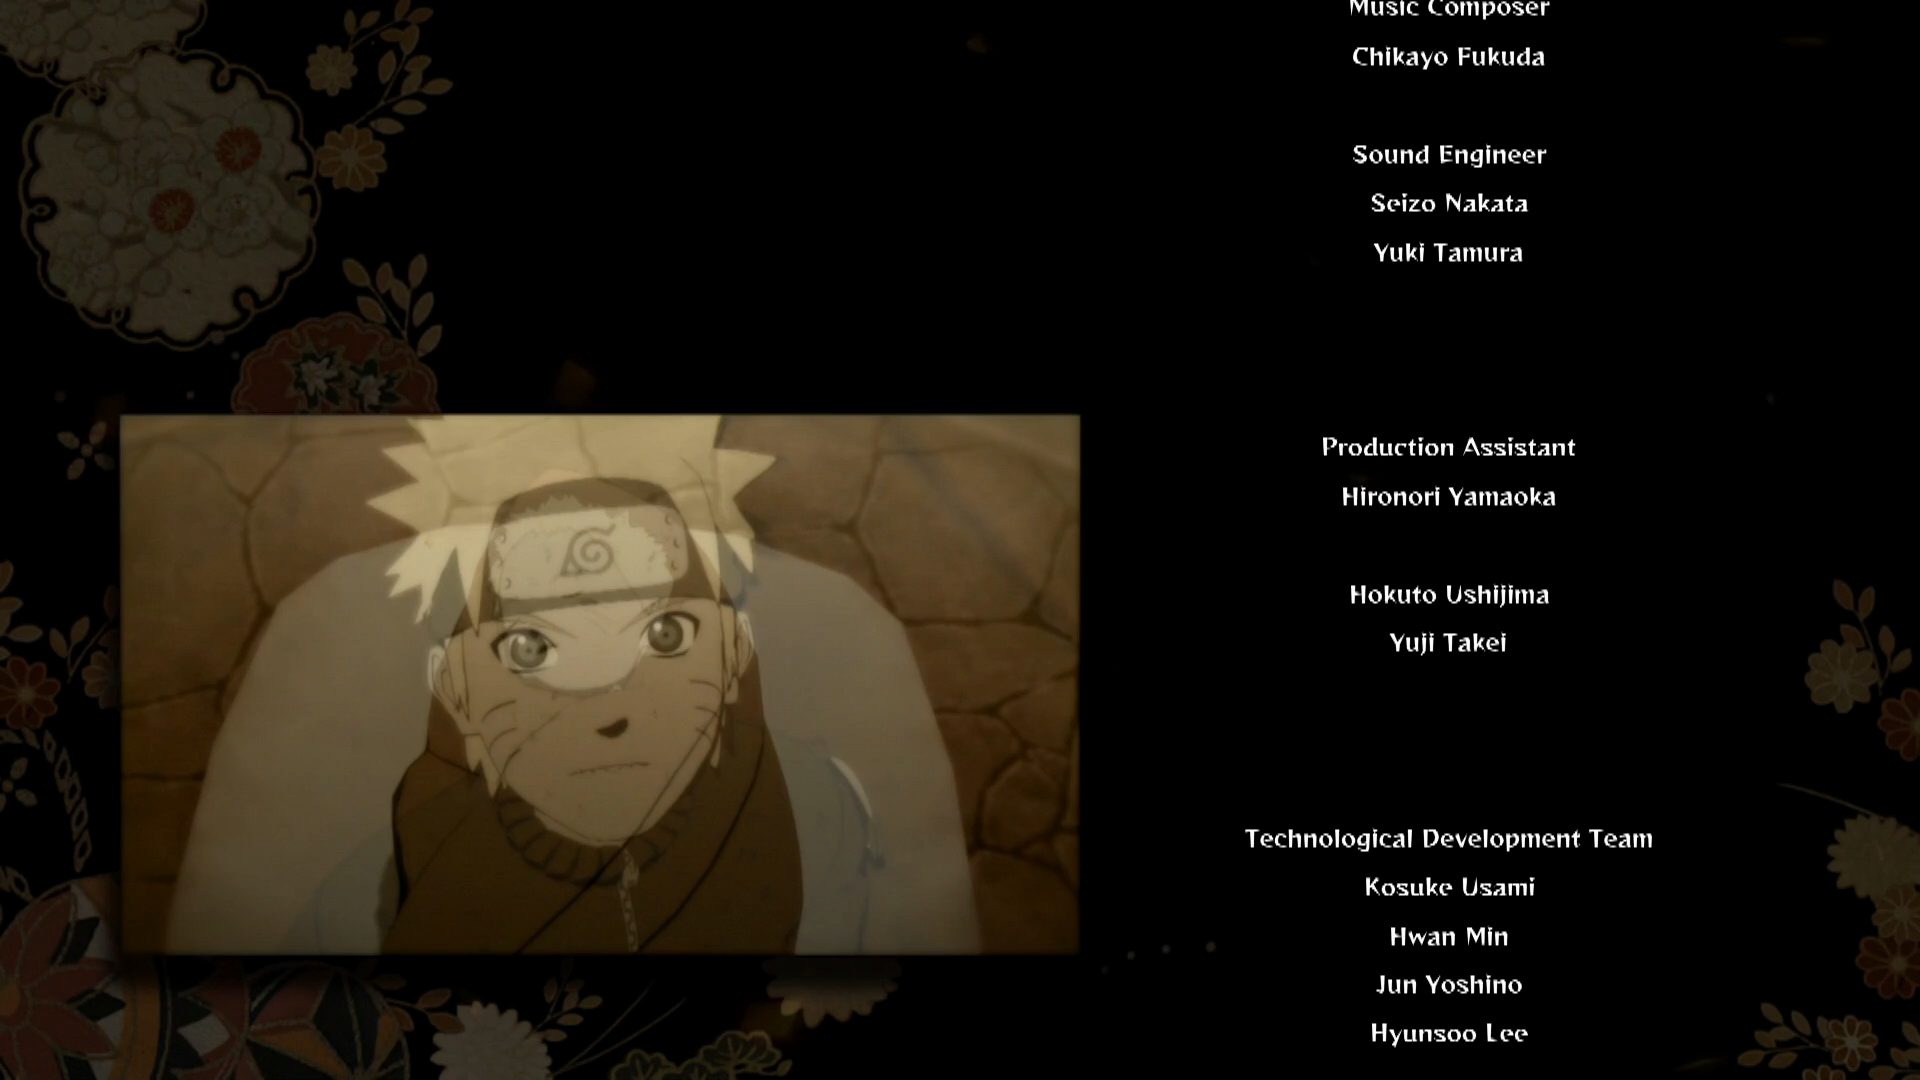 Music Composer
Chikayo Fukuda
Sound Engineer
Seizo Nakata
Yuki Tamura
Production Assistant
Hironori Yamaoka
Hokuto Ushijima
Yuji Takei
Technological Development Team
Kosuke Usami
Hwan Min
Jun Yoshino
Hyunsoo Lee